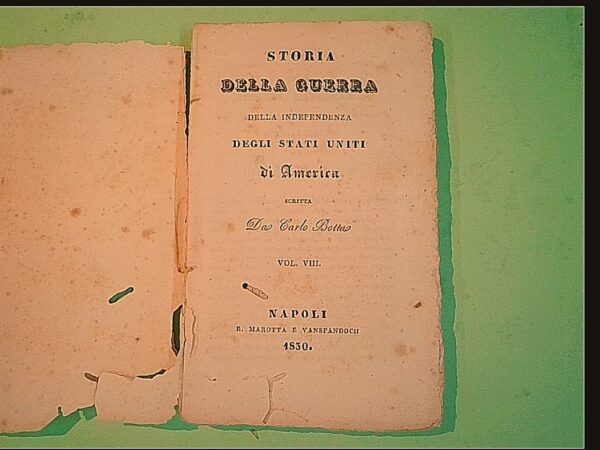 STORIA
DELLA GUERRA
DELLA INDEPENDENZA
DEGLI STATI UNITI
di America
SCRITTA
Da Carlo Botta
VOL. VIII.
NAPOLI
R. MAROTTA E VANSPANDOCH
1830.